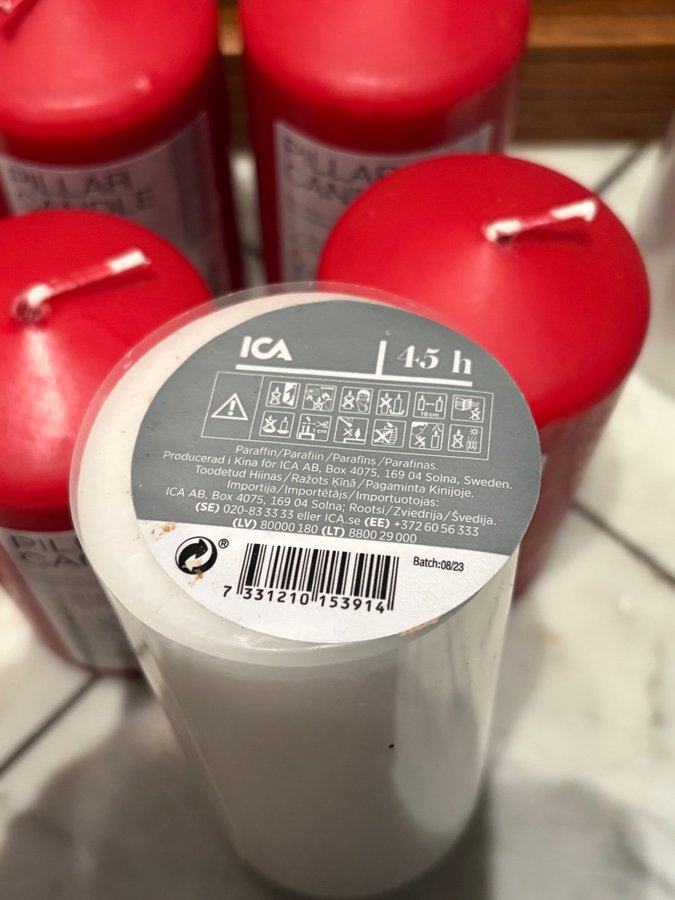 PILLAR
CANDLE
PILLAR
ICA
45 h
10cm
Paraffin/Parafiin/Parafīns/Parafinas.
Producerad i Kina för ICA AB, Box 4075, 169 04 Solna, Sweden.
Toodetud Hiinas/Ražots Ķīnā/Pagaminta Kinijoje.
Importija/Importētājs/Importuotojas:
ICA AB, Box 4075, 169 04 Solna; Rootsi/Zviedrija/Švedija.
(SE) 020-83 33 33 eller ICA.se (EE) +372 60 56 333
(LV) 80000 180 (LT) 8800 29 000
®
Batch:08/23
7 331210 153914